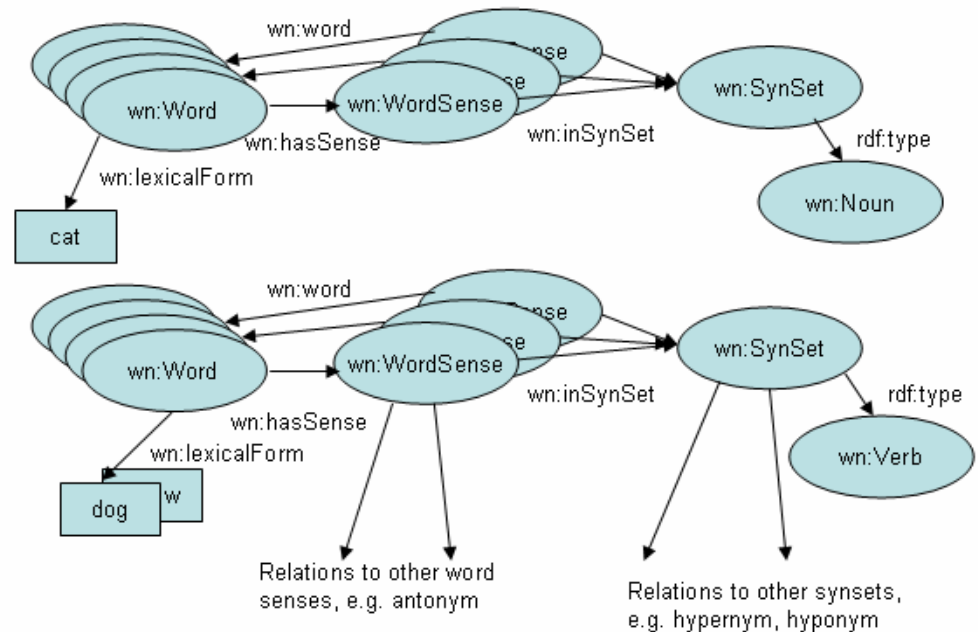 wn:word
wn:Word
wn:WordSense
wn:SynSet
wn:hasSense
wn:inSynSet
rdf:type
wn:lexicalForm
wn:Noun
cat
wn:word
wn:Word
wn:WordSense
wn:SynSet
wn:hasSense
wn:inSynSet
rdf:type
wn:lexicalForm
wn:Verb
w
dog
Relations to other word
senses, e.g. antonym
Relations to other synsets,
e.g. hypernym, hyponym